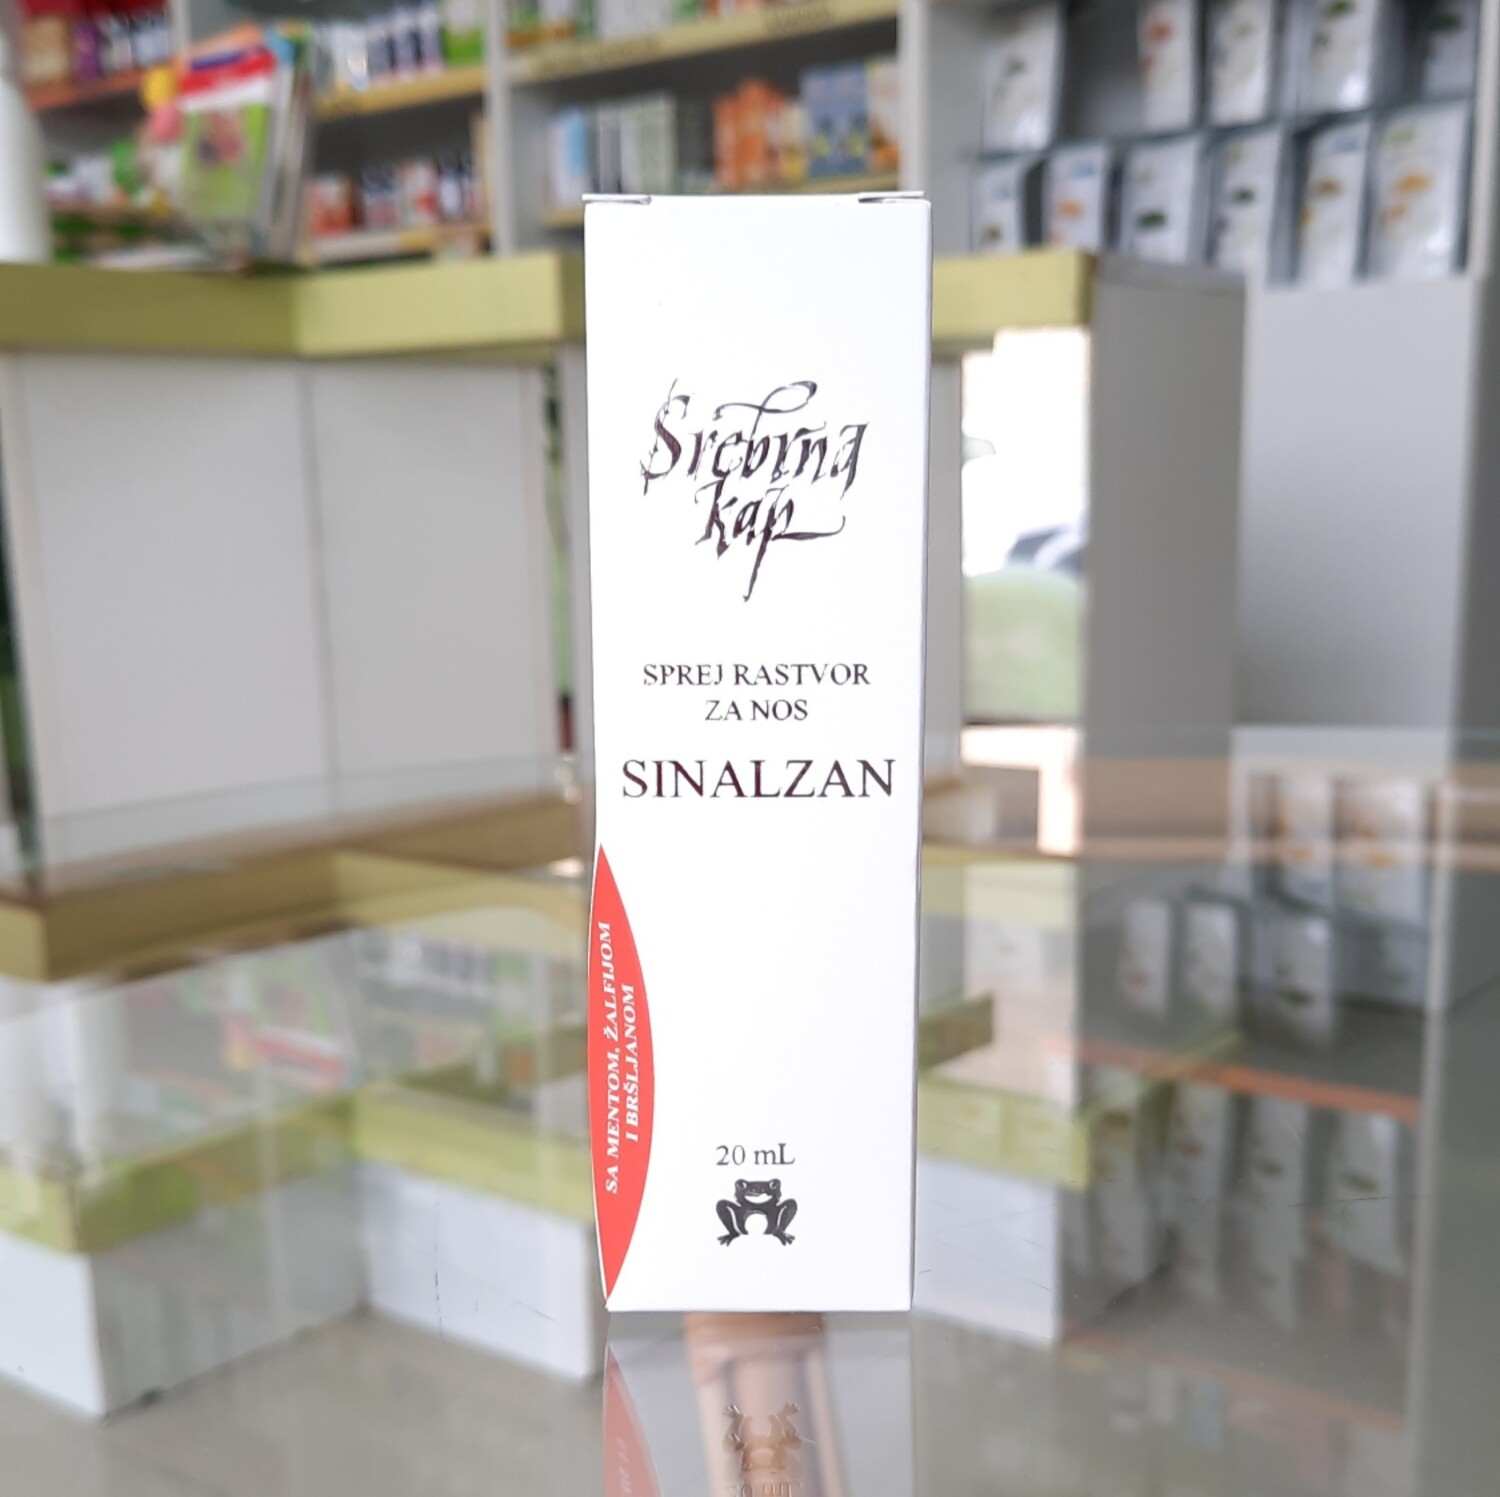 Srebrna
kap
SPREJ RASTVOR
ZA NOS
SINALZAN
SA MENTOM, ŽALFIJOM
I BRŠLJANOM
20 mL